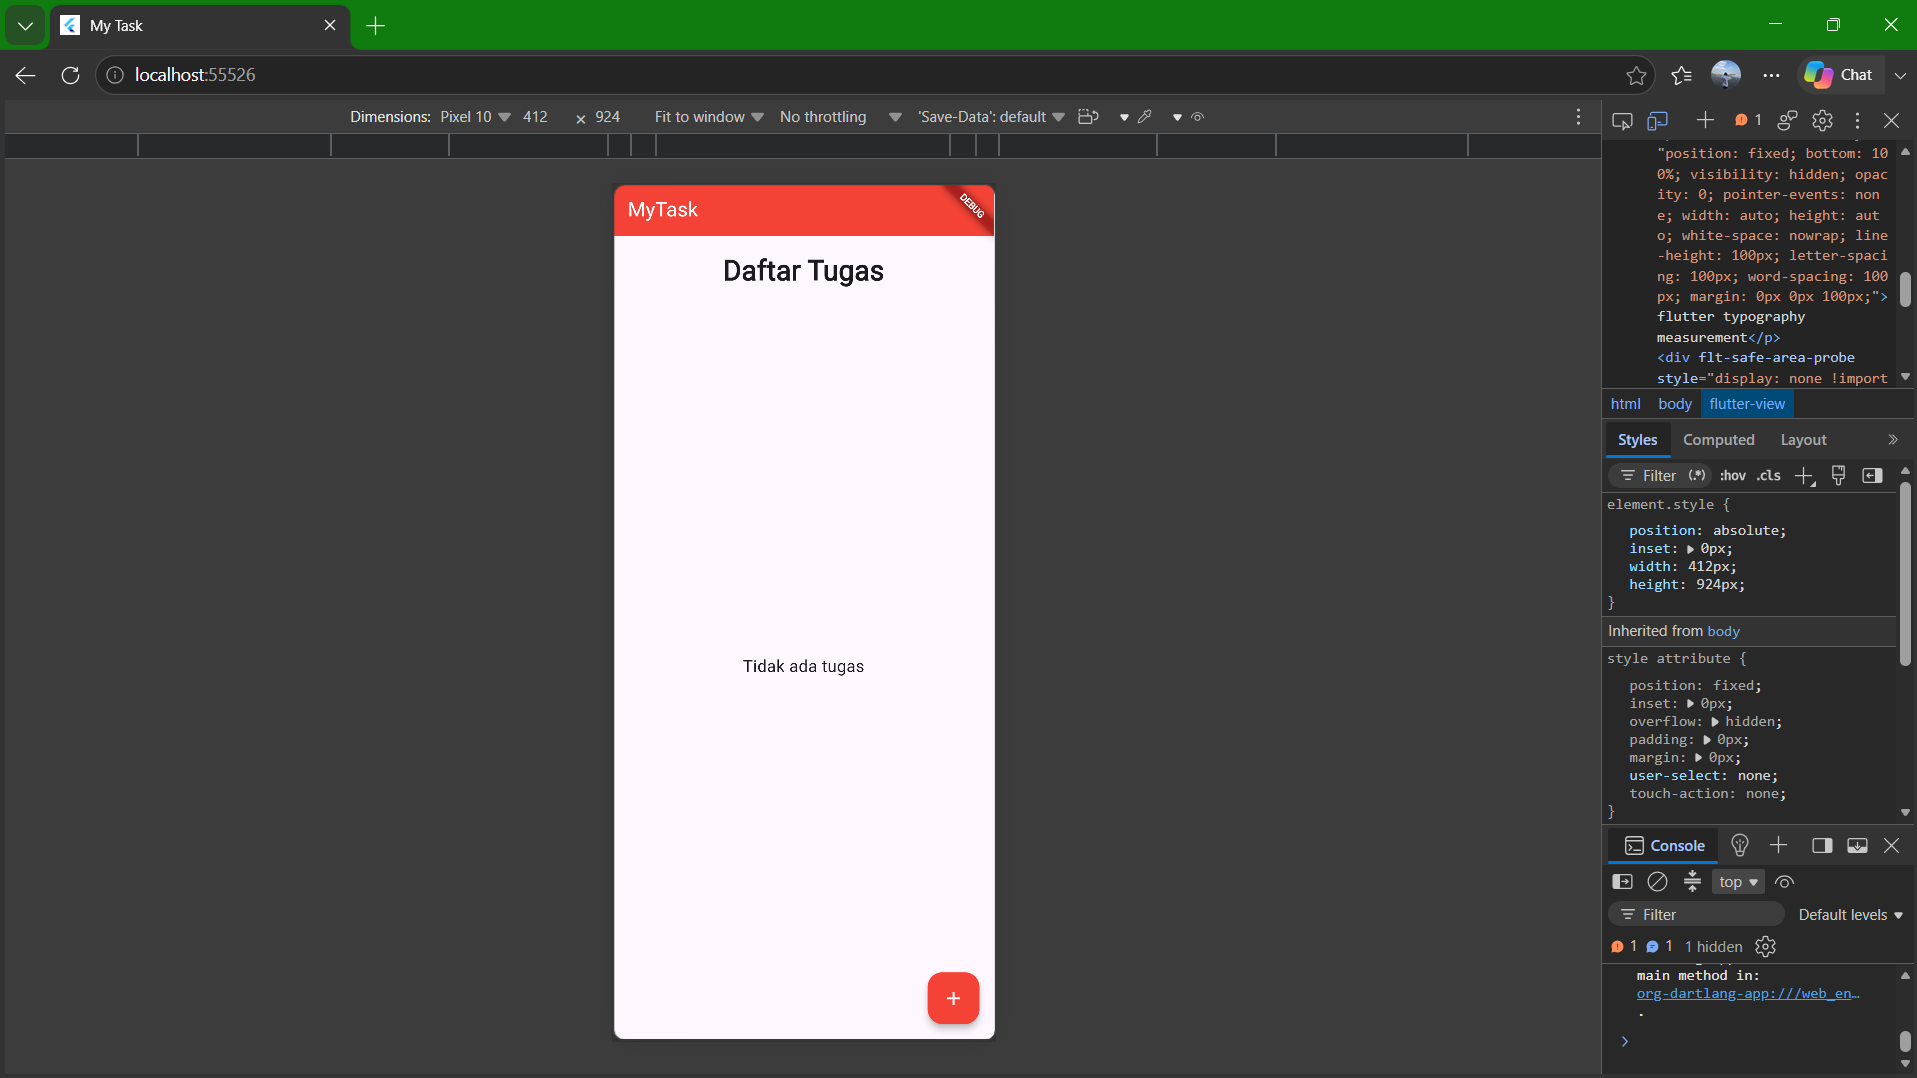 My Task
localhost:55526
Chat
Dimensions: Pixel 10 412 × 924 Fit to window No throttling 'Save-Data': default
1
MyTask
DEBUG
Daftar Tugas
Tidak ada tugas
+
"position: fixed; bottom: 10
0%; visibility: hidden; opac
ity: 0; pointer-events: non
e; width: auto; height: aut
o; white-space: nowrap; line
-height: 100px; letter-spaci
ng: 100px; word-spacing: 100
px; margin: 0px 0px 100px;">
flutter typography
measurement</p>
<div flt-safe-area-probe
style="display: none !import
html body flutter-view
Styles Computed Layout
Filter :hov .cls
element.style {
position: absolute;
inset: 0px;
width: 412px;
height: 924px;
}
Inherited from body
style attribute {
position: fixed;
inset: 0px;
overflow: hidden;
padding: 0px;
margin: 0px;
user-select: none;
touch-action: none;
}
Console
top
Filter Default levels
1 1 1 hidden
main method in:
org-dartlang-app:///web_en…
.